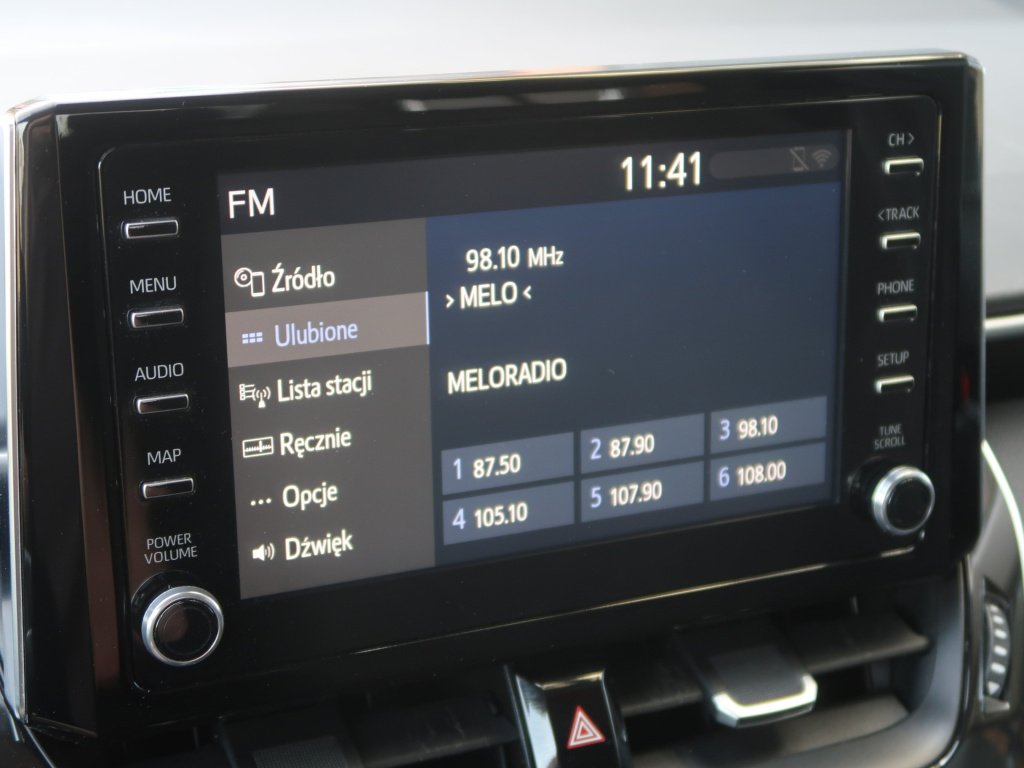 HOME
MENU
AUDIO
MAP
POWER
VOLUME
FM
11:41
Źródło
Ulubione
Lista stacji
Ręcznie
Opcje
Dźwięk
98.10 MHz
> MELO <
MELORADIO
1 87.50
2 87.90
3 98.10
4 105.10
5 107.90
6 108.00
CH >
< TRACK
PHONE
SETUP
TUNE
SCROLL